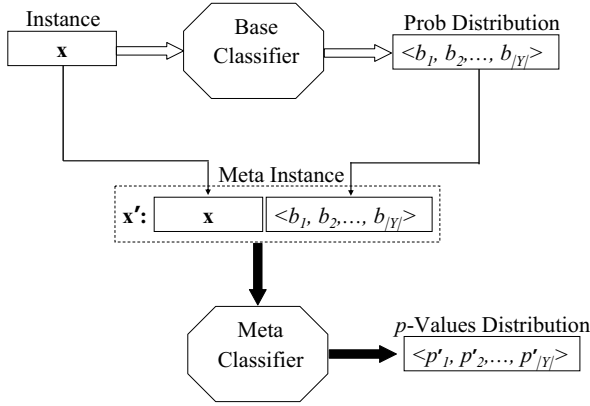 Instance
x
Base
Classifier
Prob Distribution
<b1, b2,..., b|Y|>
Meta Instance
x′:
x
<b1, b2,..., b|Y|>
Meta
Classifier
p-Values Distribution
<p′1, p′2,..., p′|Y|>